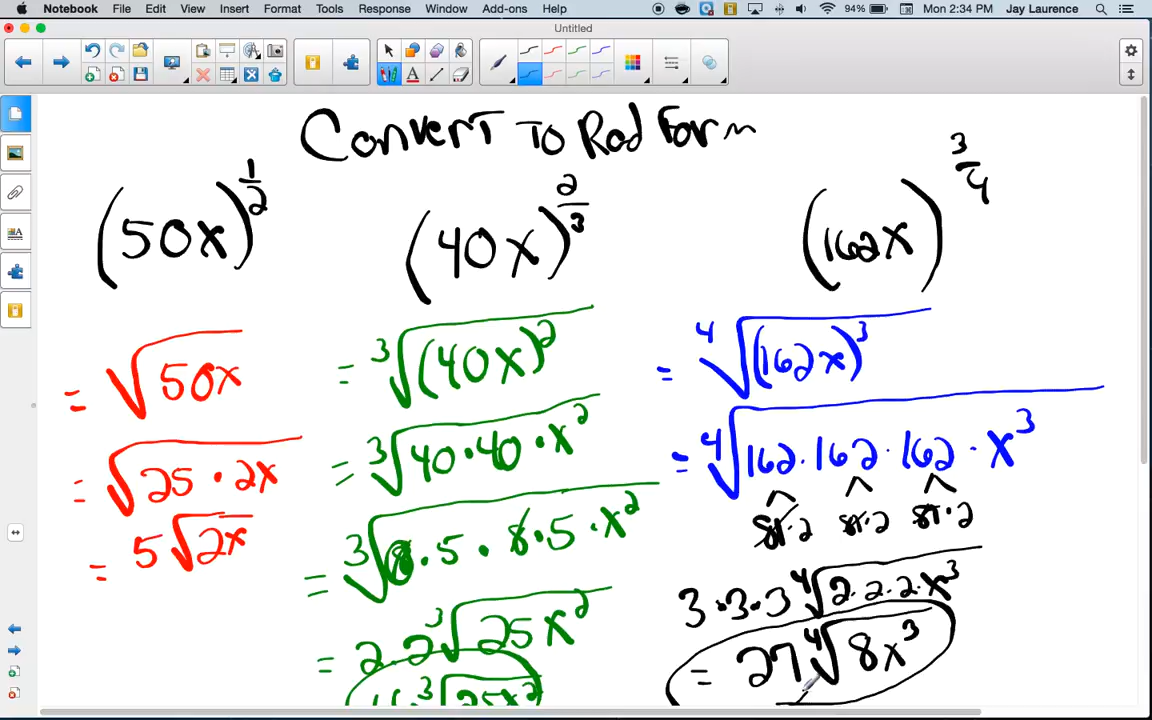 Notebook File Edit View Insert Format Tools Response Window Add-ons Help 94% Mon 2:34 PM Jay Laurence
Untitled
Convert To Rad Form
(50x)^(1/2)
(40x)^(2/3)
(162x)^(3/4)
= √50x
= √25 · 2x
= 5√2x
= ³√(40x)²
= ³√40 · 40 · x²
= ³√8 · 5 · 8 · 5 · x²
= 2 · 2 ³√25x²
³√25x²
= ⁴√(162x)³
= ⁴√162 · 162 · 162 · x³
81 · 2 81 · 2 81 · 2
3 · 3 · 3 ⁴√2 · 2 · 2 · x³
= 27 ⁴√8x³